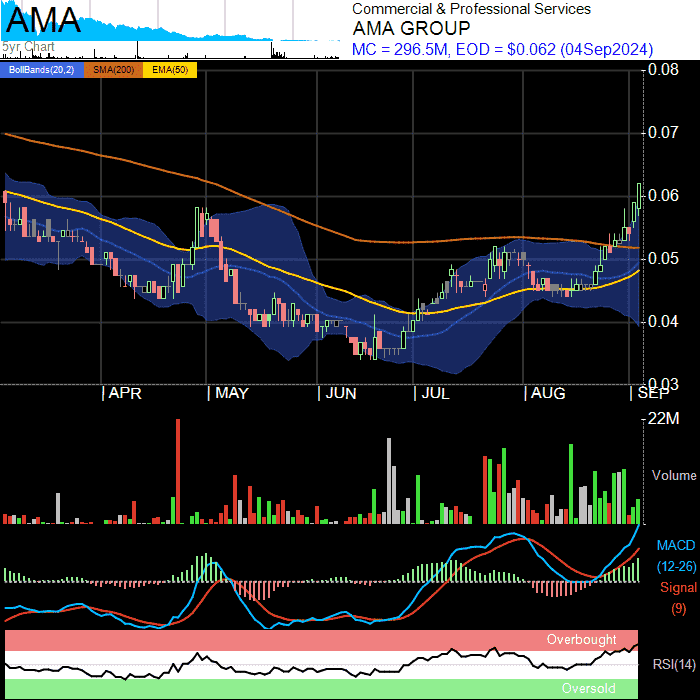 AMA
5yr Chart
Commercial & Professional Services
AMA GROUP
MC = 296.5M, EOD = $0.062 (04Sep2024)
BollBands(20,2) SMA(200) EMA(50)
0.08
0.07
0.06
0.05
0.04
0.03
APR MAY JUN JUL AUG SEP
22M
Volume
MACD
(12-26)
Signal
(9)
Overbought
RSI(14)
Oversold